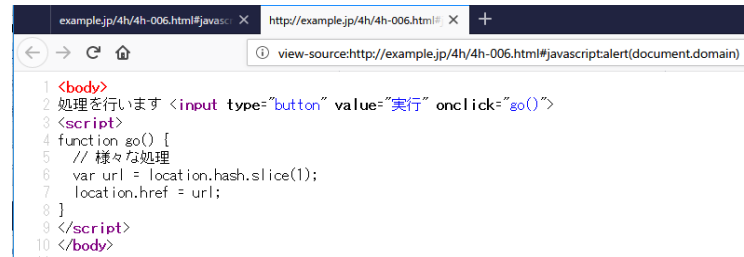 example.jp/4h/4h-006.html#javascr
http://example.jp/4h/4h-006.html#j
view-source:http://example.jp/4h/4h-006.html#javascript:alert(document.domain)
1 <body>
2 処理を行います <input type="button" value="実行" onclick="go()">
3 <script>
4 function go() {
5 // 様々な処理
6 var url = location.hash.slice(1);
7 location.href = url;
8 }
9 </script>
10 </body>